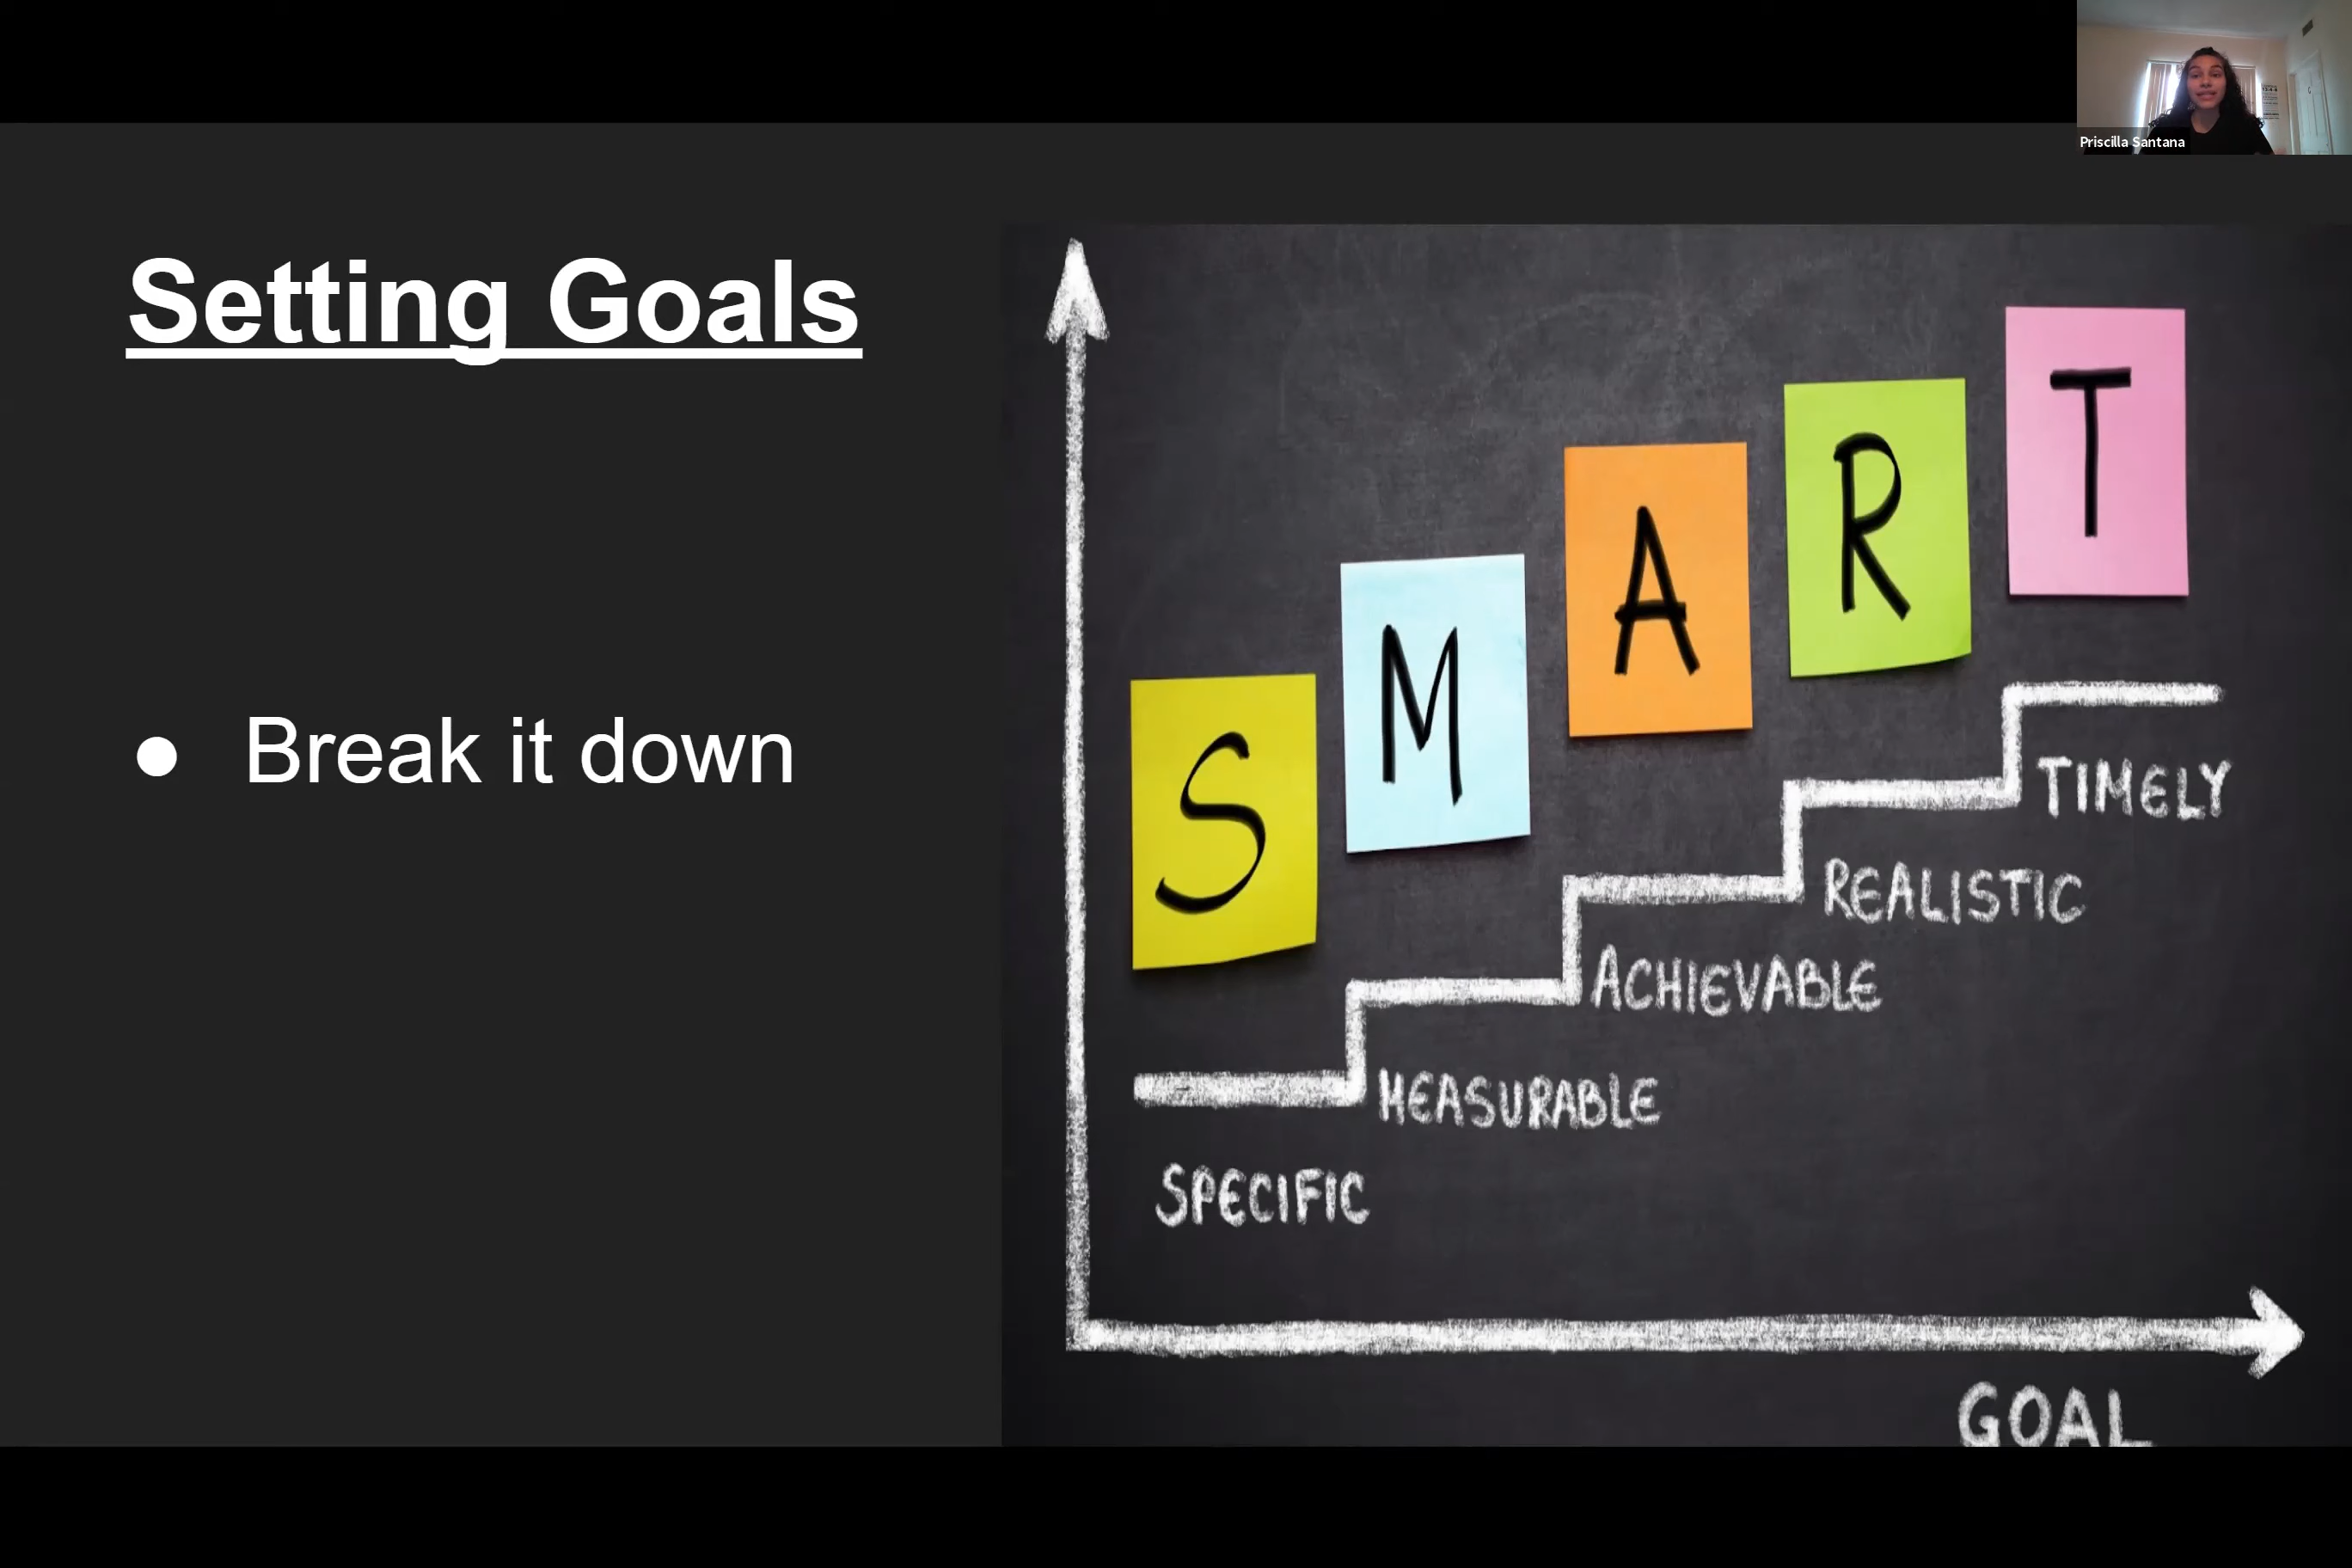 Priscilla Santana
Setting Goals
● Break it down
S
M
A
R
T
TIMELY
REALISTIC
ACHIEVABLE
MEASURABLE
SPECIFIC
GOAL